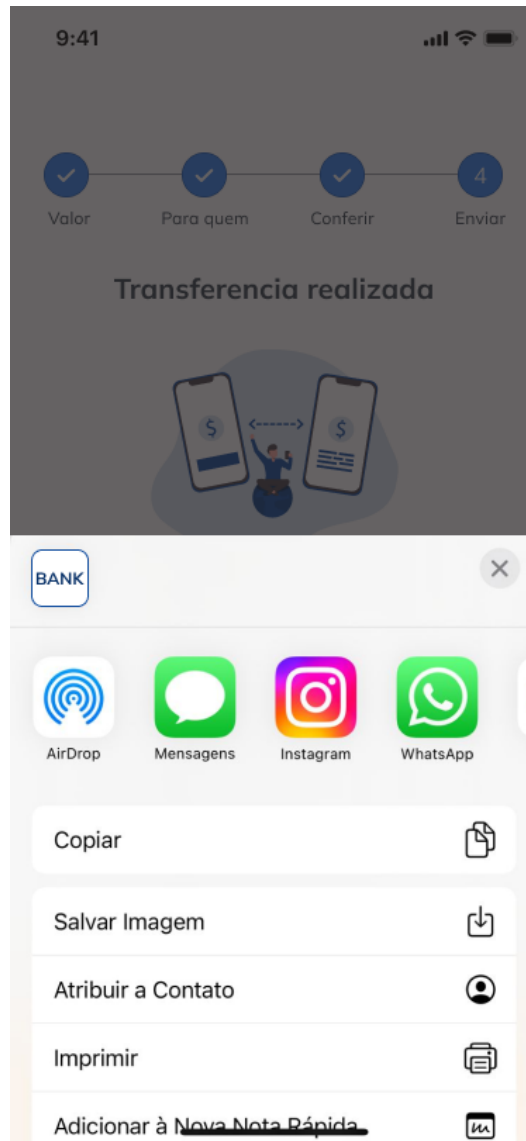 9:41
Valor Para quem Conferir 4 Enviar
Transferencia realizada
$ $
BANK
AirDrop Mensagens Instagram WhatsApp
Copiar
Salvar Imagem
Atribuir a Contato
Imprimir
Adicionar à Nova Nota Rápida